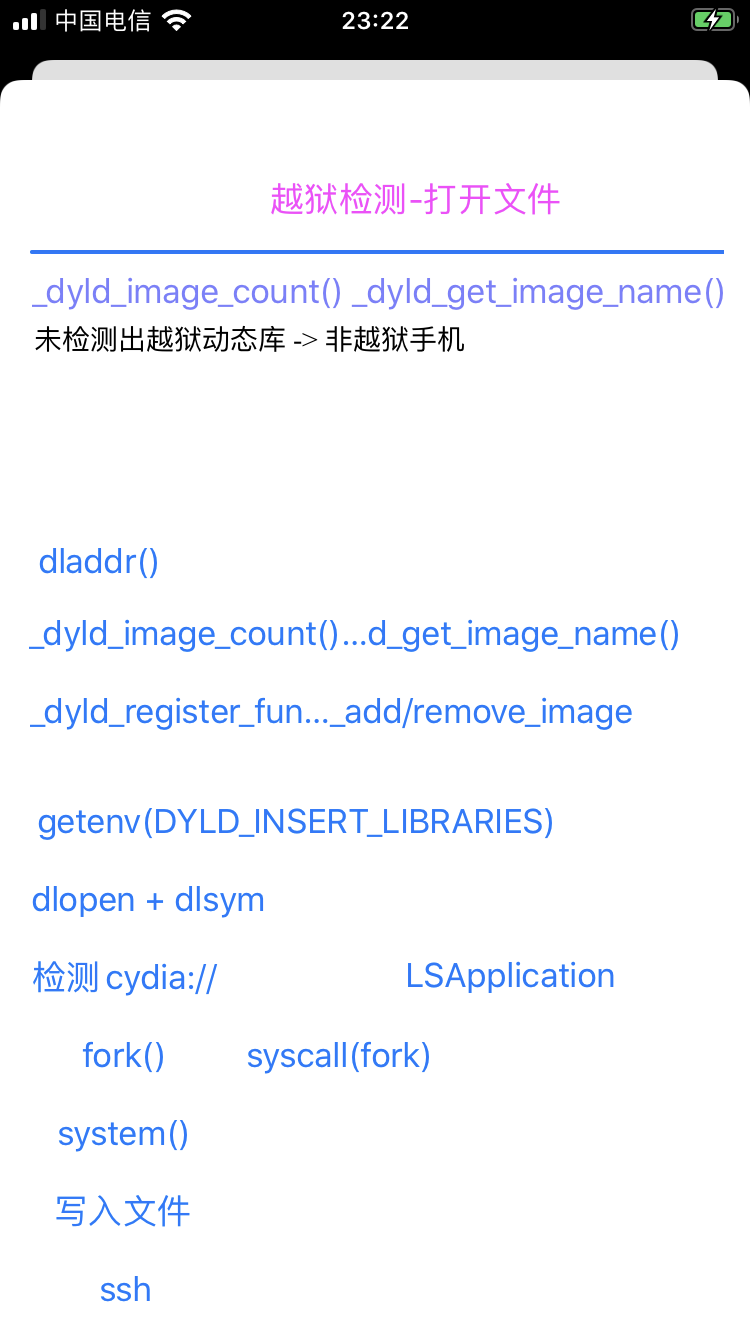 中国电信 23:22
越狱检测-打开文件
_dyld_image_count() _dyld_get_image_name()
未检测出越狱动态库 -> 非越狱手机
dladdr()
_dyld_image_count()...d_get_image_name()
_dyld_register_fun..._add/remove_image
getenv(DYLD_INSERT_LIBRARIES)
dlopen + dlsym
检测 cydia:// LSApplication
fork() syscall(fork)
system()
写入文件
ssh